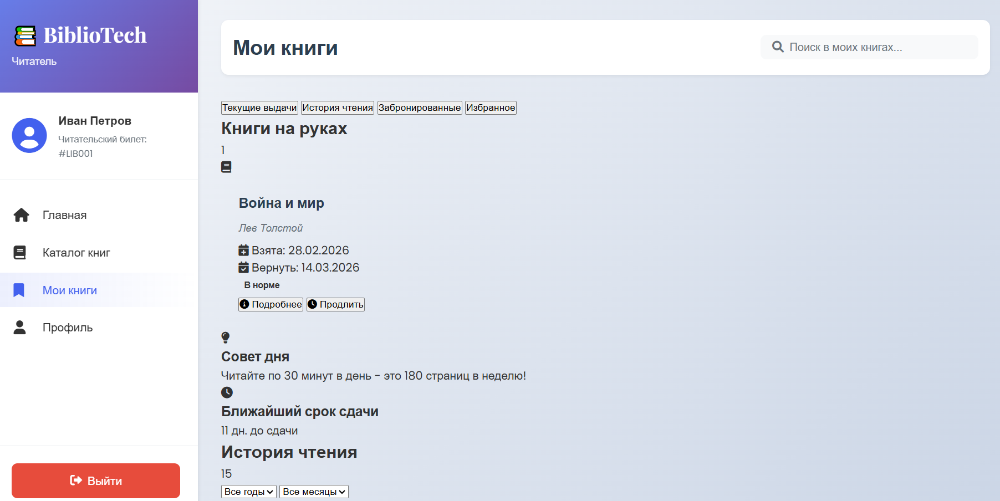 BiblioTech
Читатель
Иван Петров
Читательский билет:
#LIB001
Главная
Каталог книг
Мои книги
Профиль
Выйти
Мои книги
Поиск в моих книгах...
Текущие выдачи История чтения Забронированные Избранное
Книги на руках
1
Война и мир
Лев Толстой
Взята: 28.02.2026
Вернуть: 14.03.2026
В норме
Подробнее Продлить
Совет дня
Читайте по 30 минут в день - это 180 страниц в неделю!
Ближайший срок сдачи
11 дн. до сдачи
История чтения
15
Все годы Все месяцы